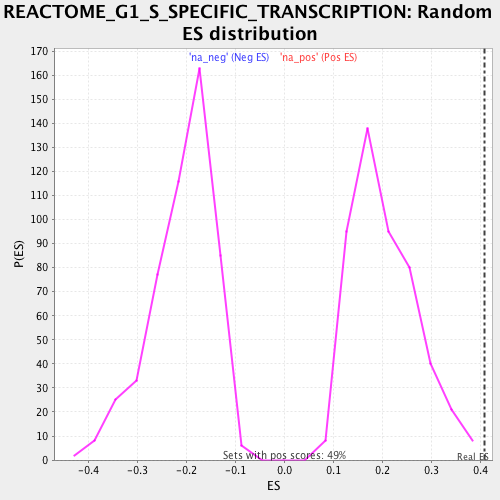 REACTOME_G1_S_SPECIFIC_TRANSCRIPTION: Random
ES distribution
'na_neg' (Neg ES) 'na_pos' (Pos ES)
170
160
150
140
130
120
110
100
90
80
70
60
50
40
30
20
10
0
P(ES)
Sets with pos scores: 49%
Real ES
-0.4 -0.3 -0.2 -0.1 0.0 0.1 0.2 0.3 0.4
ES